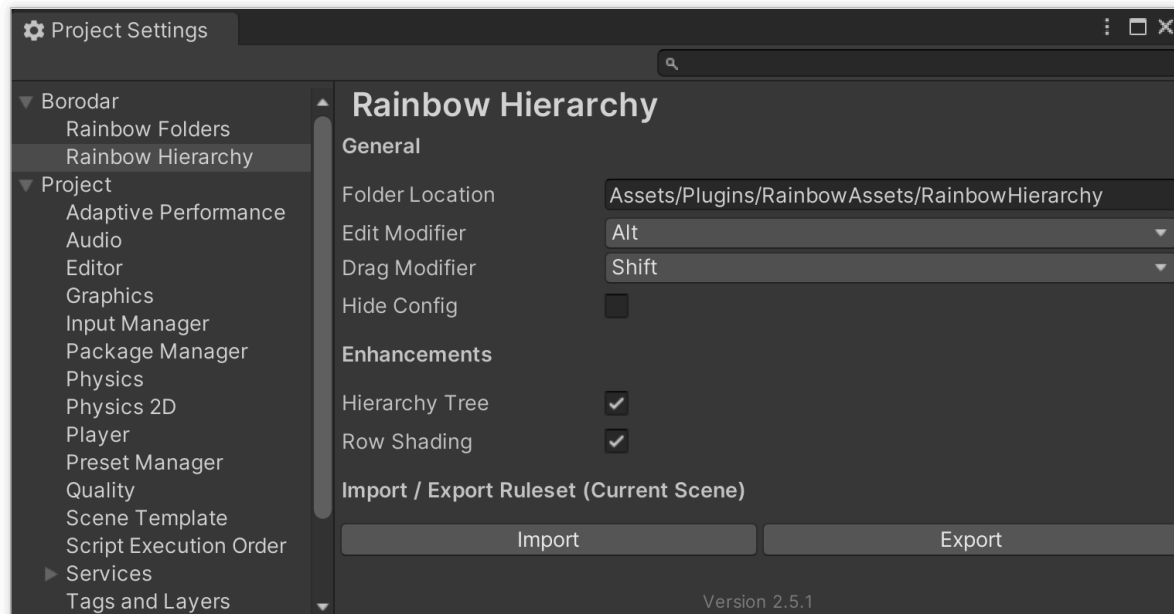 Project Settings
Borodar
Rainbow Folders
Rainbow Hierarchy
Project
Adaptive Performance
Audio
Editor
Graphics
Input Manager
Package Manager
Physics
Physics 2D
Player
Preset Manager
Quality
Scene Template
Script Execution Order
Services
Tags and Layers
Rainbow Hierarchy
General
Folder Location Assets/Plugins/RainbowAssets/RainbowHierarchy
Edit Modifier Alt
Drag Modifier Shift
Hide Config
Enhancements
Hierarchy Tree
Row Shading
Import / Export Ruleset (Current Scene)
Import Export
Version 2.5.1